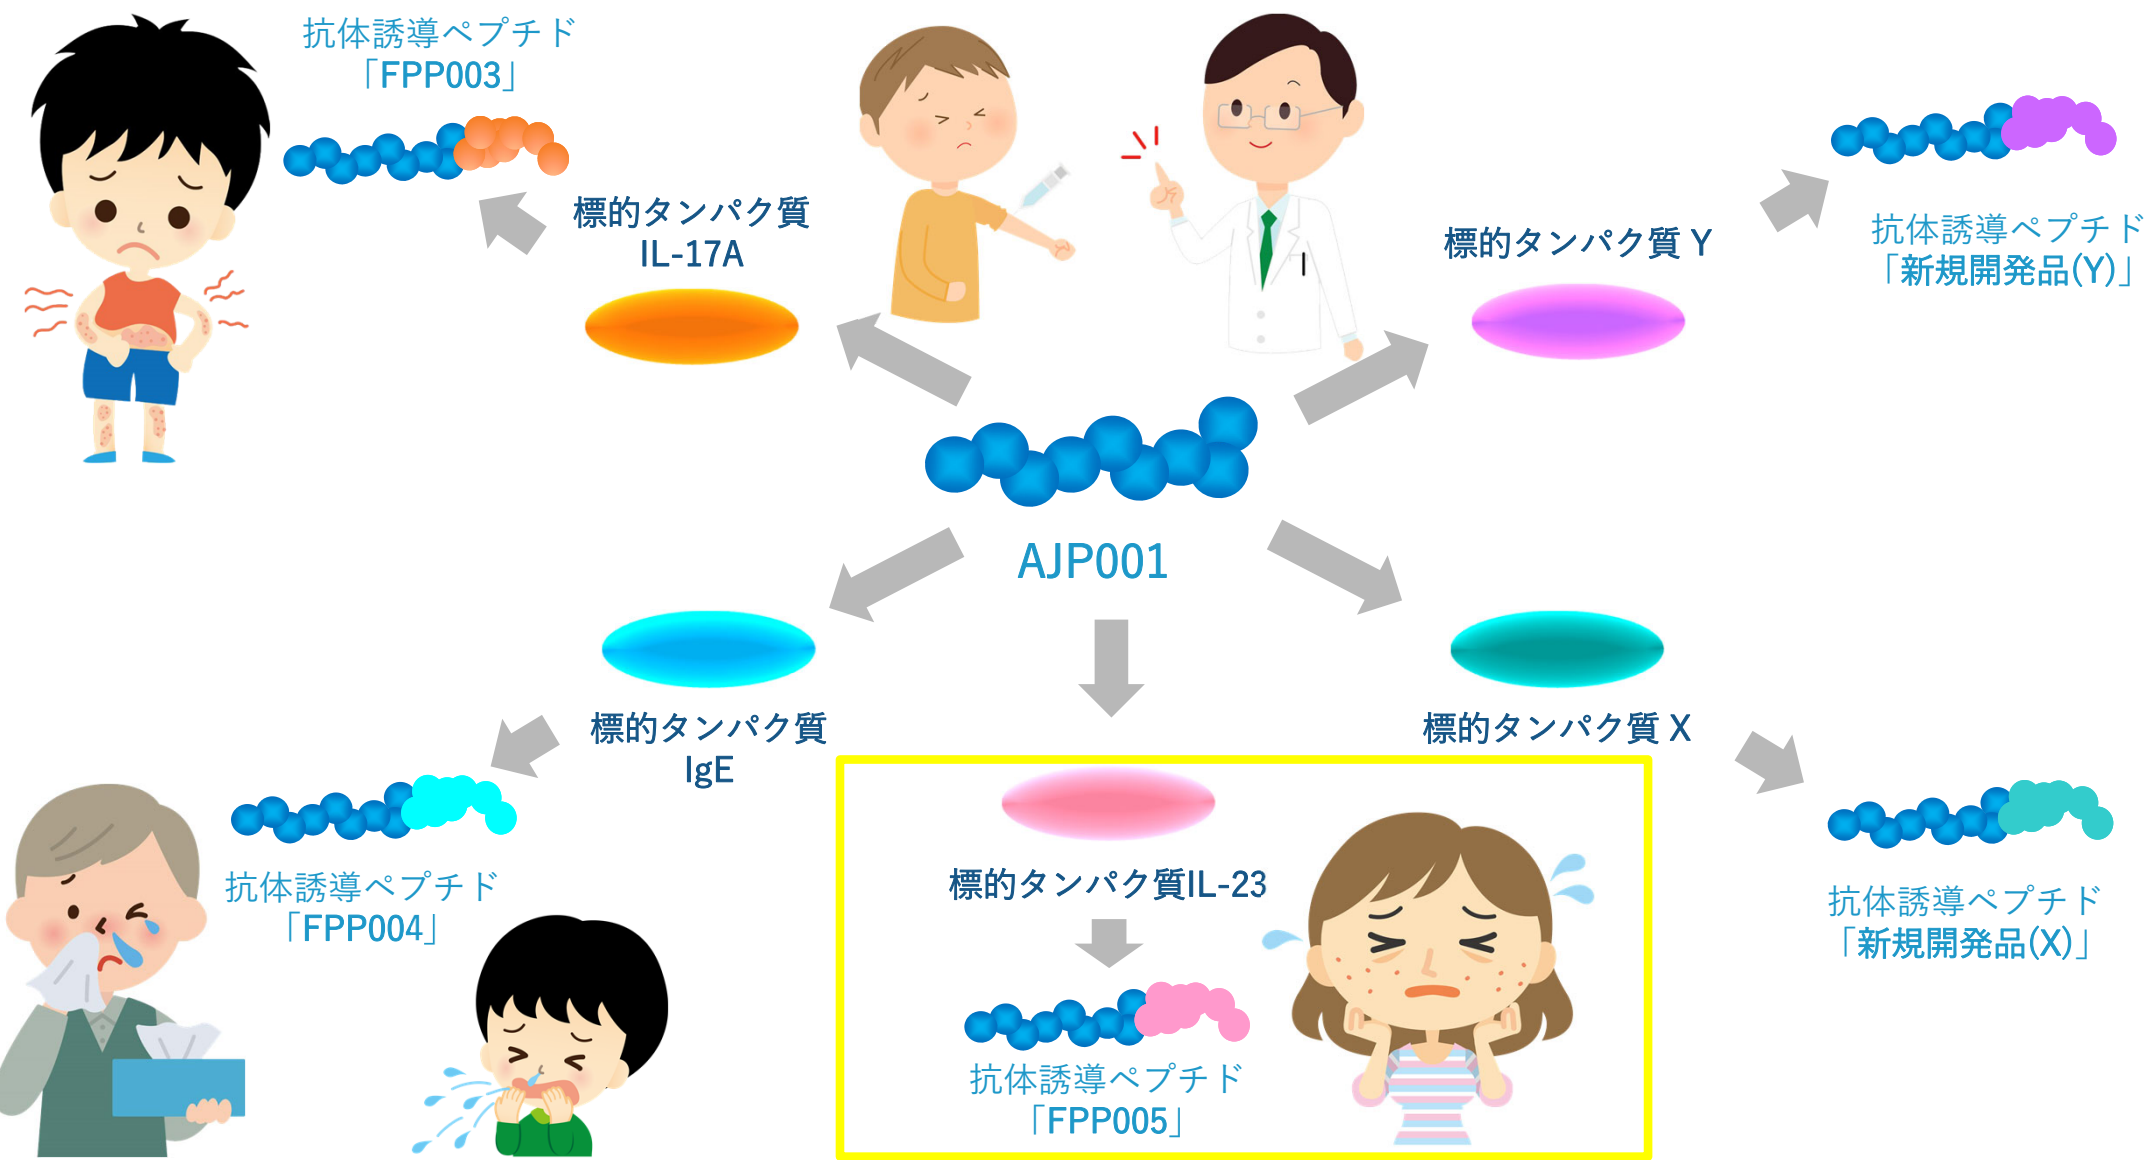 抗体誘導ペプチド
「FPP003」
標的タンパク質
IL-17A
標的タンパク質 Y
抗体誘導ペプチド
「新規開発品(Y)」
AJP001
標的タンパク質
IgE
標的タンパク質 X
抗体誘導ペプチド
「FPP004」
標的タンパク質IL-23
抗体誘導ペプチド
「新規開発品(X)」
抗体誘導ペプチド
「FPP005」